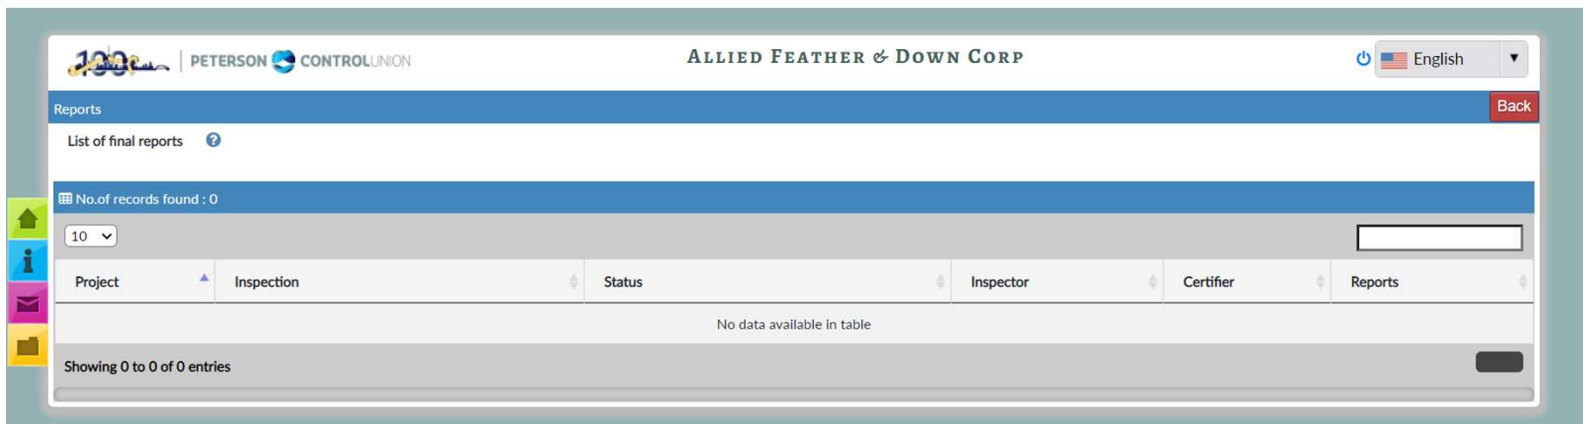 PETERSON CONTROLUNION
ALLIED FEATHER & DOWN CORP
English
Reports
Back
List of final reports
No.of records found : 0
10
Project Inspection Status Inspector Certifier Reports
No data available in table
Showing 0 to 0 of 0 entries